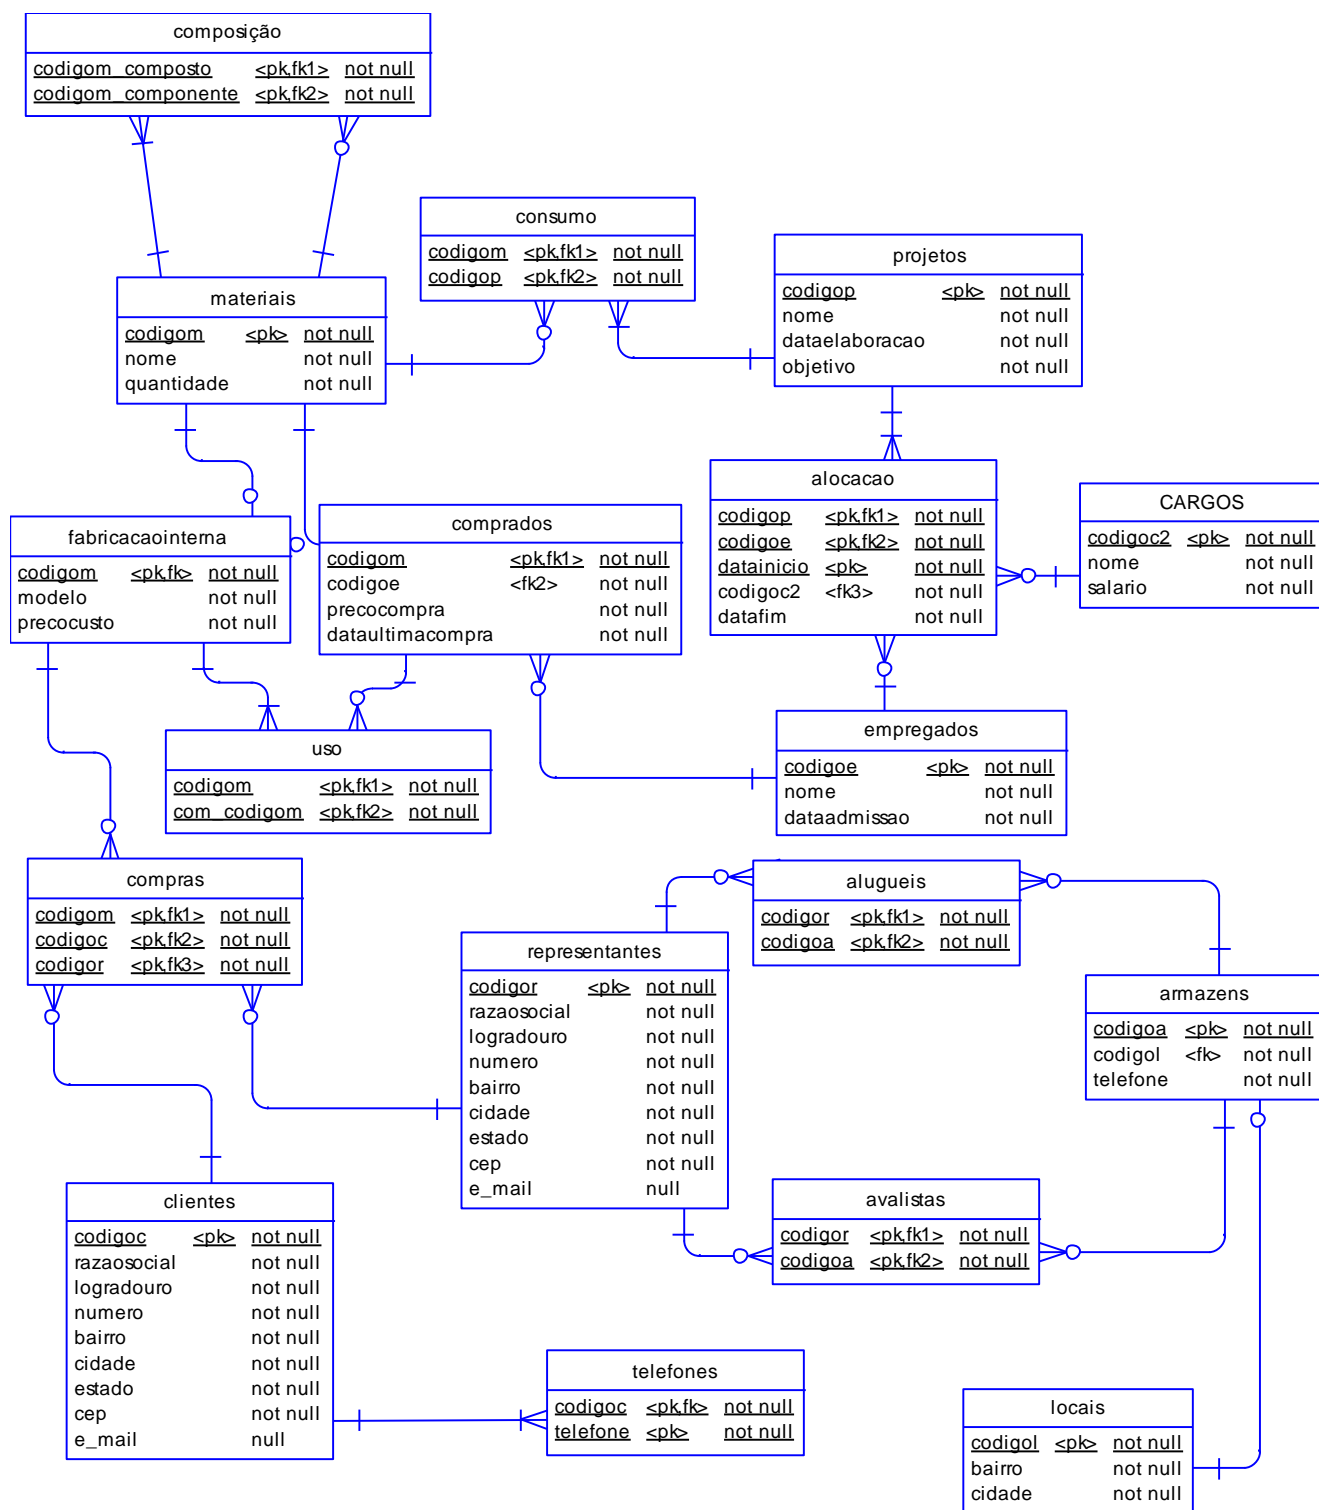 composição
codigom_composto <pk,fk1> not null
codigom_componente <pk,fk2> not null
consumo
codigom <pk,fk1> not null
codigop <pk,fk2> not null
projetos
codigop <pk> not null
nome not null
dataelaboracao not null
objetivo not null
materiais
codigom <pk> not null
nome not null
quantidade not null
alocacao
codigop <pk,fk1> not null
codigoe <pk,fk2> not null
datainicio <pk> not null
codigoc2 <fk3> not null
datafim not null
CARGOS
codigoc2 <pk> not null
nome not null
salario not null
fabricacaointerna
codigom <pk,fk> not null
modelo not null
precocusto not null
comprados
codigom <pk,fk1> not null
codigoe <fk2> not null
precocompra not null
dataultimacompra not null
uso
codigom <pk,fk1> not null
com_codigom <pk,fk2> not null
empregados
codigoe <pk> not null
nome not null
dataadmissao not null
compras
codigom <pk,fk1> not null
codigoc <pk,fk2> not null
codigor <pk,fk3> not null
alugueis
codigor <pk,fk1> not null
codigoa <pk,fk2> not null
representantes
codigor <pk> not null
razaosocial not null
logradouro not null
numero not null
bairro not null
cidade not null
estado not null
cep not null
e_mail null
armazens
codigoa <pk> not null
codigol <fk> not null
telefone not null
clientes
codigoc <pk> not null
razaosocial not null
logradouro not null
numero not null
bairro not null
cidade not null
estado not null
cep not null
e_mail null
avalistas
codigor <pk,fk1> not null
codigoa <pk,fk2> not null
telefones
codigoc <pk,fk> not null
telefone <pk> not null
locais
codigol <pk> not null
bairro not null
cidade not null